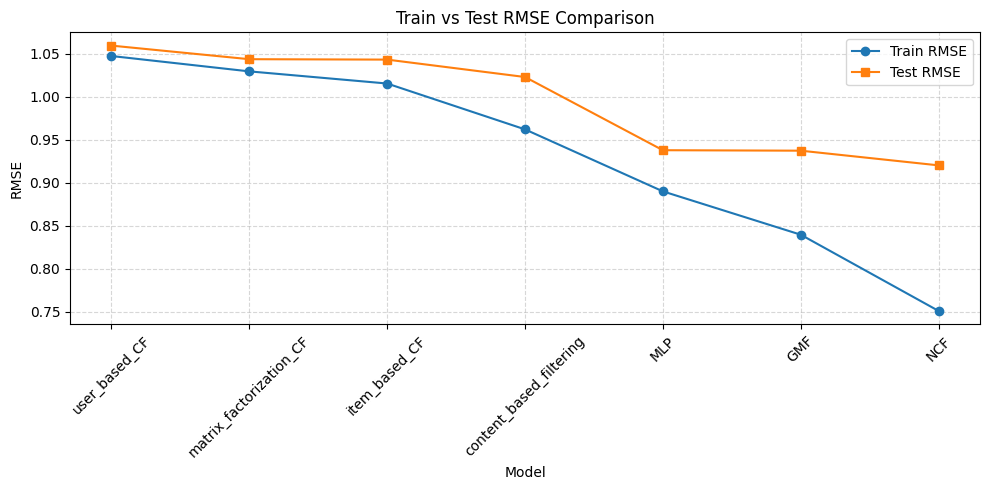 Train vs Test RMSE Comparison
Train RMSE
Test RMSE
RMSE
1.05
1.00
0.95
0.90
0.85
0.80
0.75
user_based_CF
matrix_factorization_CF
item_based_CF
content_based_filtering
MLP
GMF
NCF
Model